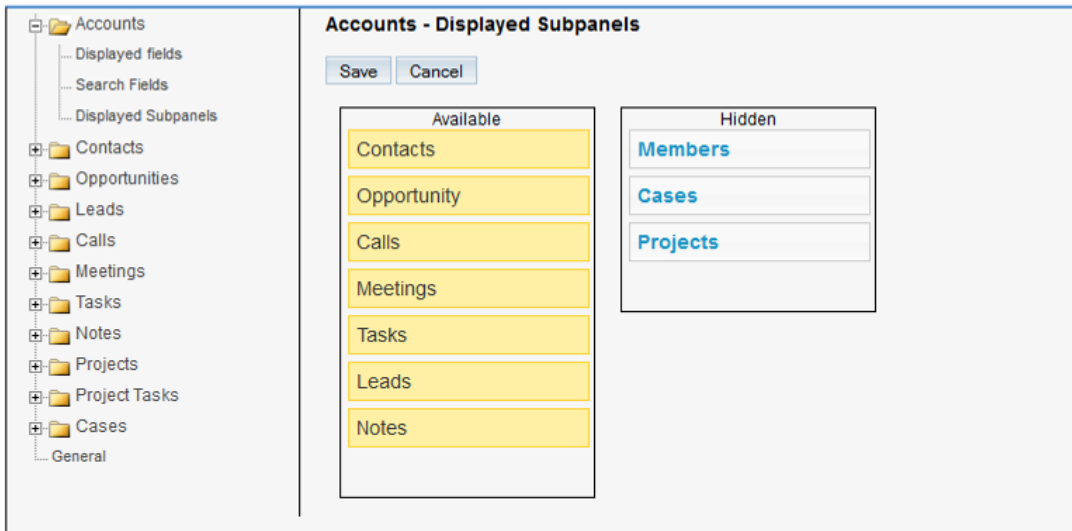 Accounts
Displayed fields
Search Fields
Displayed Subpanels
Contacts
Opportunities
Leads
Calls
Meetings
Tasks
Notes
Projects
Project Tasks
Cases
General
Accounts - Displayed Subpanels
Save Cancel
Available
Contacts
Opportunity
Calls
Meetings
Tasks
Leads
Notes
Hidden
Members
Cases
Projects